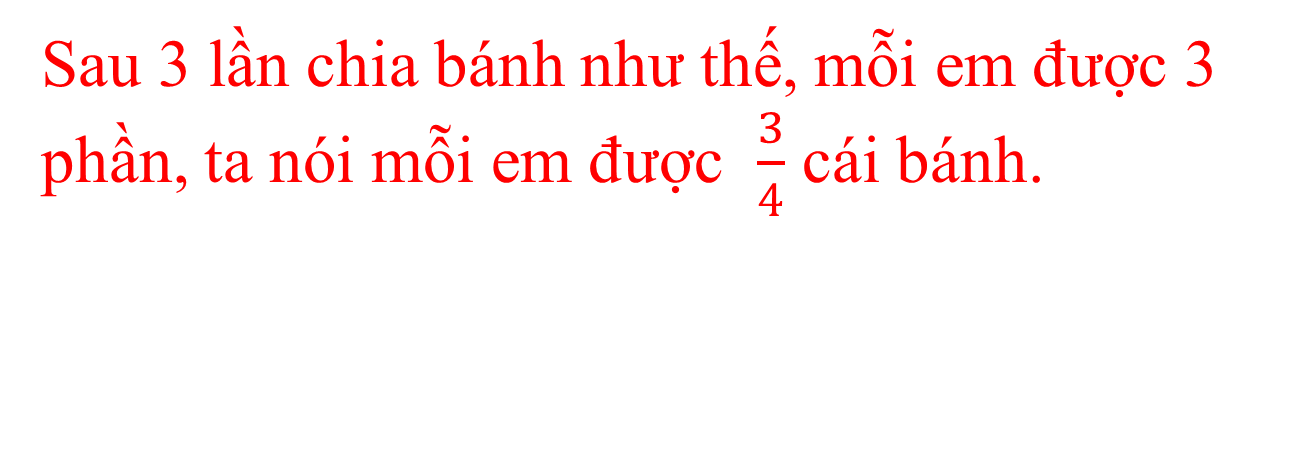 Sau 3 lần chia bánh như thế, mỗi em được 3
phần, ta nói mỗi em được $\frac{3}{4}$ cái bánh.